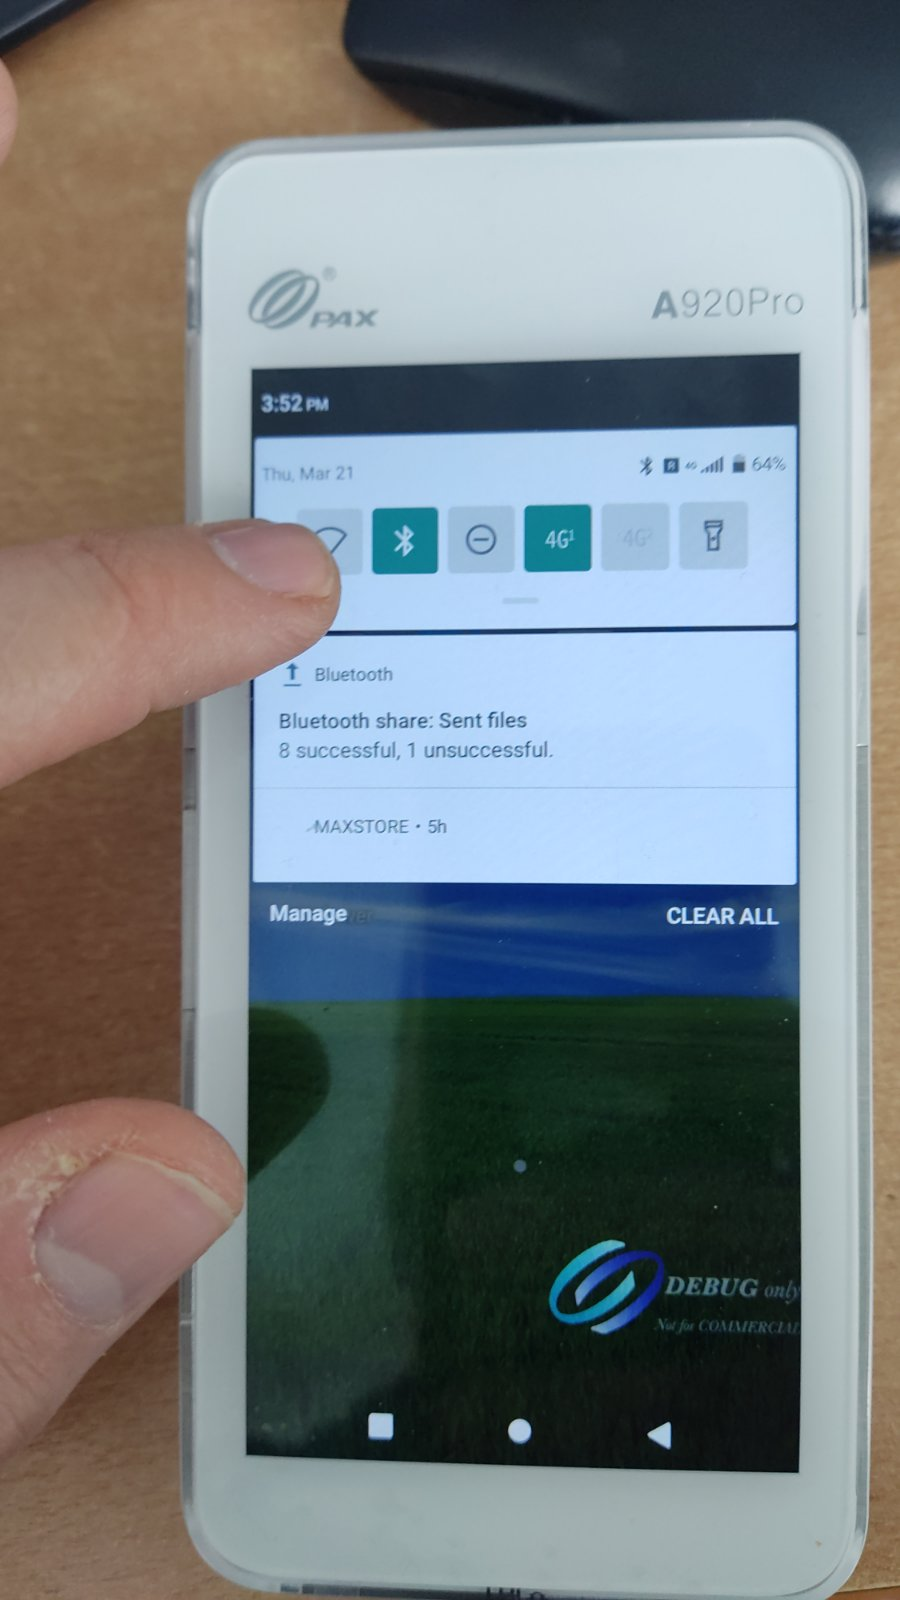 PAX®
A920Pro
3:52 PM
Thu, Mar 21
4G
64%
4G¹
4G²
Bluetooth
Bluetooth share: Sent files
8 successful, 1 unsuccessful.
MAXSTORE • 5h
Manage
CLEAR ALL
DEBUG only
Not for COMMERCIAL